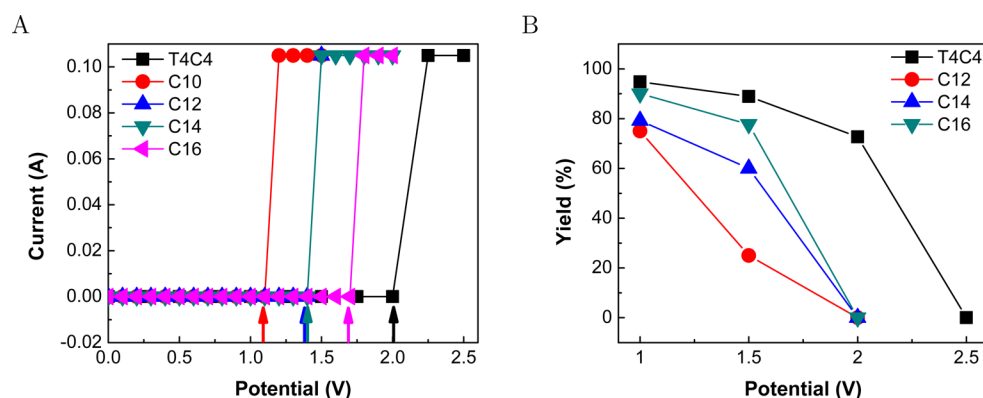 A
B
T4C4
C10
C12
C14
C16
0.10
0.08
0.06
0.04
0.02
0.00
-0.02
Current (A)
0.0
0.5
1.0
1.5
2.0
2.5
Potential (V)
T4C4
C12
C14
C16
100
80
60
40
20
0
Yield (%)
1
1.5
2
2.5
Potential (V)